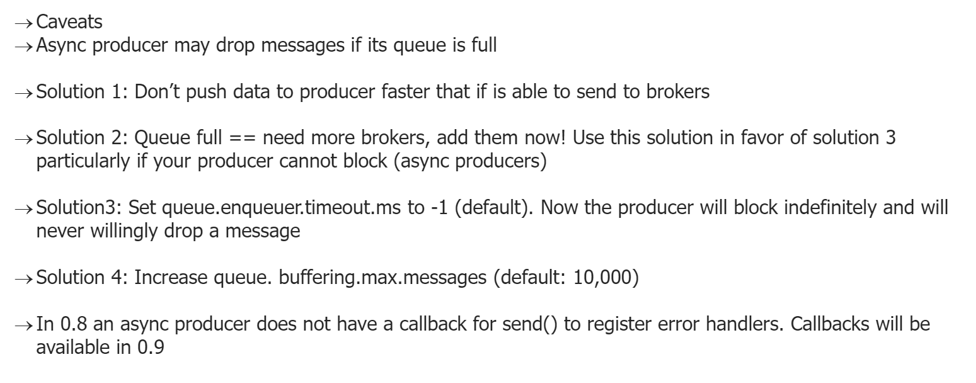 →Caveats
→Async producer may drop messages if its queue is full
→Solution 1: Don’t push data to producer faster that if is able to send to brokers
→Solution 2: Queue full == need more brokers, add them now! Use this solution in favor of solution 3
particularly if your producer cannot block (async producers)
→Solution3: Set queue.enqueuer.timeout.ms to -1 (default). Now the producer will block indefinitely and will
never willingly drop a message
→Solution 4: Increase queue. buffering.max.messages (default: 10,000)
→In 0.8 an async producer does not have a callback for send() to register error handlers. Callbacks will be
available in 0.9